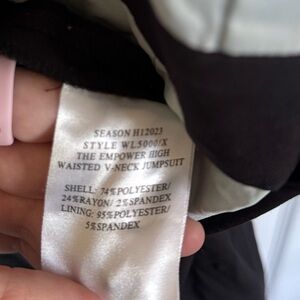 SEASON H12023
STYLE WL5000/X
THE EMPOWER HIGH
WAISTED V-NECK JUMPSUIT
SHELL: 74%POLYESTER/
24%RAYON/ 2%SPANDEX
LINING: 95%POLYESTER/
5%SPANDEX